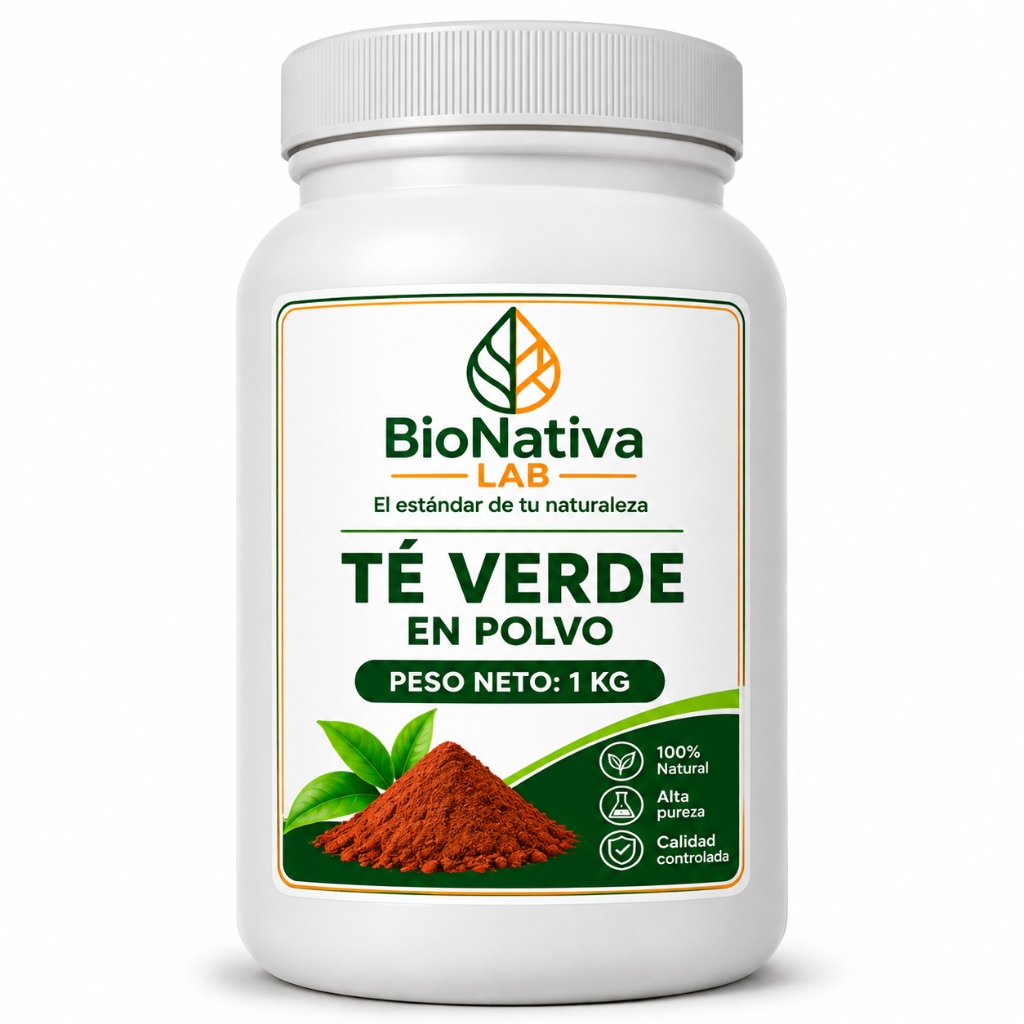 BioNativa
LAB
El estándar de tu naturaleza
TÉ VERDE
EN POLVO
PESO NETO: 1 KG
100%
Natural
Alta
pureza
Calidad
controlada